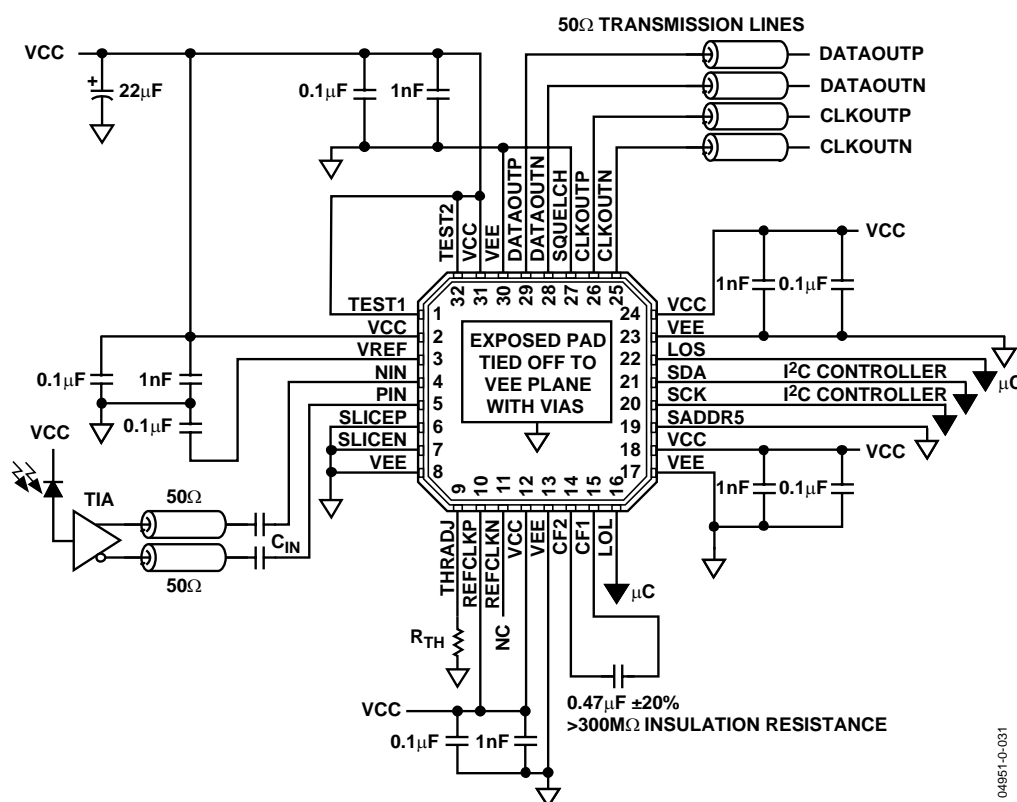 50Ω TRANSMISSION LINES
VCC
+
22μF
0.1μF
1nF
DATAOUTP
DATAOUTN
CLKOUTP
CLKOUTN
TEST2
VCC
VEE
DATAOUTP
DATAOUTN
SQUELCH
CLKOUTP
CLKOUTN
32
31
30
29
28
27
26
25
TEST1
VCC
VREF
NIN
PIN
SLICEP
SLICEN
VEE
1
2
3
4
5
6
7
8
EXPOSED PAD
TIED OFF TO
VEE PLANE
WITH VIAS
24
23
22
21
20
19
18
17
VCC
VEE
LOS
SDA
SCK
SADDR5
VCC
VEE
VCC
1nF
0.1μF
μC
I²C CONTROLLER
I²C CONTROLLER
VCC
1nF
0.1μF
0.1μF
1nF
0.1μF
VCC
TIA
50Ω
50Ω
CIN
9
10
11
12
13
14
15
16
THRADJ
REFCLKP
REFCLKN
VCC
VEE
CF2
CF1
LOL
RTH
NC
μC
VCC
0.1μF
1nF
0.47μF ±20%
>300MΩ INSULATION RESISTANCE
04951-0-031